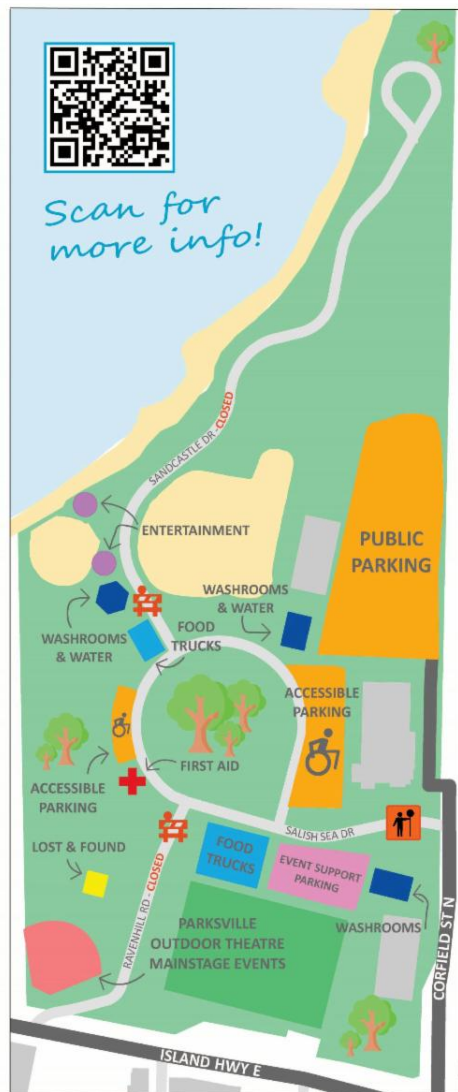 Scan for
more info!
SANDCASTLE DR - CLOSED
ENTERTAINMENT
PUBLIC
PARKING
WASHROOMS
& WATER
WASHROOMS
& WATER
FOOD
TRUCKS
ACCESSIBLE
PARKING
FIRST AID
ACCESSIBLE
PARKING
SALISH SEA DR
LOST & FOUND
FOOD
TRUCKS
EVENT SUPPORT
PARKING
WASHROOMS
RAVENHILL RD - CLOSED
PARKSVILLE
OUTDOOR THEATRE
MAINSTAGE EVENTS
CORFIELD ST N
ISLAND HWY E